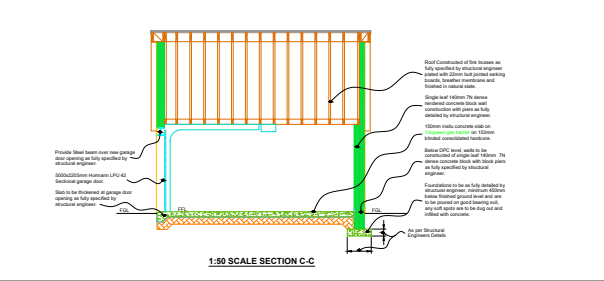 Roof Constructed of fink trusses as
fully specified by structural engineer
plated with 22mm butt jointed sarking
boards, breather membrane and
finished in natural slate.
Single leaf 140mm 7N dense
rendered concrete block wall
construction with piers as fully
detailed by structural engineer.
150mm insitu concrete slab on
Visqueen gas barrier on 150mm
blinded consolidated hardcore.
Below DPC level, walls to be
constructed of single leaf 140mm 7N
dense concrete block with block piers
as fully specified by structural
engineer.
Foundations to be as fully detailed by
structural engineer, minimum 450mm
below finished ground level and are
to be poured on good bearing soil,
any soft spots are to be dug out and
infilled with concrete.
As per Structural
Engineers Details
Provide Steel beam over new garage
door opening as fully specified by
structural engineer.
5000x2205mm Hormann LPU 42
Sectional garage door.
Slab to be thickened at garage door
opening as fully specified by
structural engineer.
FGL
FFL
FGL
1:50 SCALE SECTION C-C